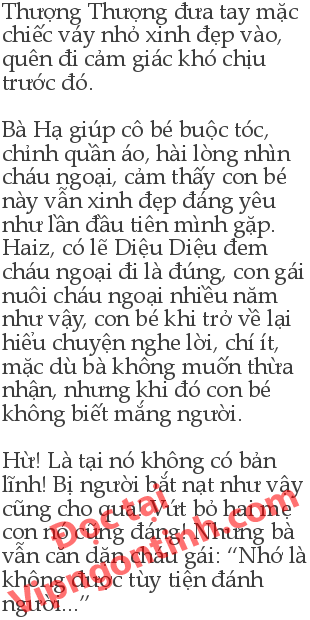 Thượng Thượng đưa tay mặc
chiếc váy nhỏ xinh đẹp vào,
quên đi cảm giác khó chịu
trước đó.
Bà Hạ giúp cô bé buộc tóc,
chỉnh quần áo, hài lòng nhìn
cháu ngoại, cảm thấy con bé
này vẫn xinh đẹp đáng yêu
như lần đầu tiên mình gặp.
Haiz, có lẽ Diệu Diệu đem
cháu ngoại đi là đúng, con gái
nuôi cháu ngoại nhiều năm
như vậy, con bé khi trở về lại
hiểu chuyện nghe lời, chí ít,
mặc dù bà không muốn thừa
nhận, nhưng khi đó con bé
không biết mắng người.
Hừ! Là tại nó không có bản
lĩnh! Bị người bắt nạt như vậy
cũng cho qua! Vứt bỏ hai mẹ
con nó cũng đáng! Nhưng bà
vẫn căn dặn cháu gái: “Nhớ là
không được tùy tiện đánh
người...”
Đọc tại
Vipngontinh.com